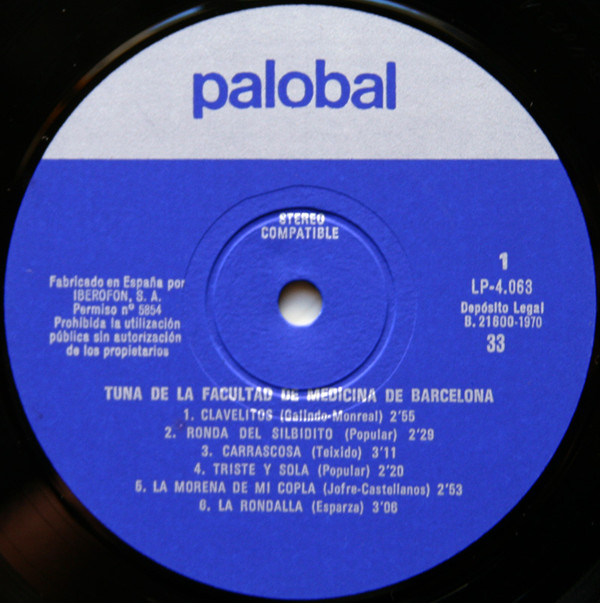 palobal
STEREO
COMPATIBLE
Fabricado en España por
IBEROFON, S. A.
Permiso nº 5854
Prohibida la utilización
pública sin autorización
de los propietarios
1
LP-4.063
Depósito Legal
B. 21600-1970
33
TUNA DE LA FACULTAD DE MEDICINA DE BARCELONA
1. CLAVELITOS (Galindo-Monreal) 2'55
2. RONDA DEL SILBIDITO (Popular) 2'29
3. CARRASCOSA (Teixido) 3'11
4. TRISTE Y SOLA (Popular) 2'20
5. LA MORENA DE MI COPLA (Jofre-Castellanos) 2'53
6. LA RONDALLA (Esparza) 3'06